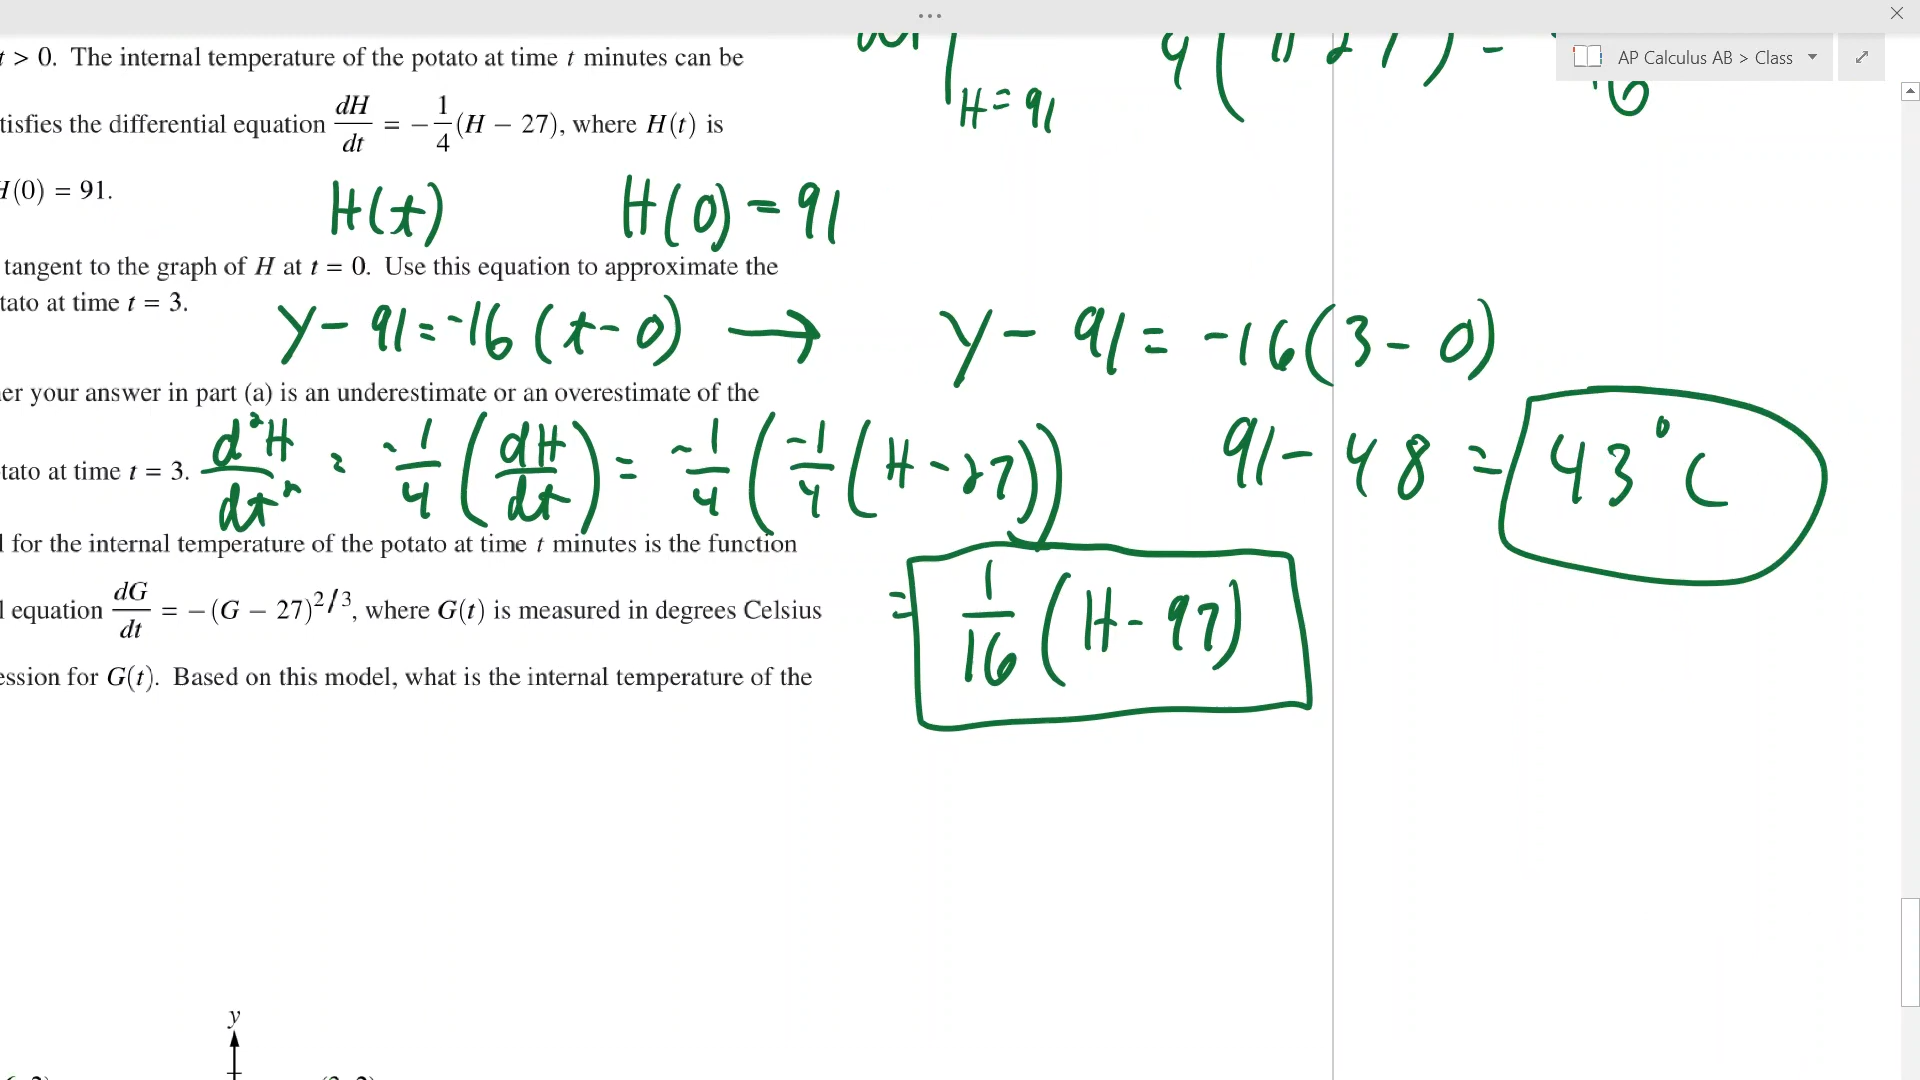 AP Calculus AB > Class
t > 0. The internal temperature of the potato at time t minutes can be
H = 91
tisfies the differential equation dH/dt = -1/4(H − 27), where H(t) is
H(0) = 91.
H(t) H(0) = 91
tangent to the graph of H at t = 0. Use this equation to approximate the
tato at time t = 3.
y - 91 = -16 (t - 0) → y - 91 = -16(3 - 0)
er your answer in part (a) is an underestimate or an overestimate of the
91 - 48 = 43°C
tato at time t = 3.
d²H/dt² = -1/4 (dH/dt) = -1/4 (-1/4 (H - 27))
l for the internal temperature of the potato at time t minutes is the function
= 1/16 (H - 97)
l equation dG/dt = −(G − 27)^2/3, where G(t) is measured in degrees Celsius
ession for G(t). Based on this model, what is the internal temperature of the
y